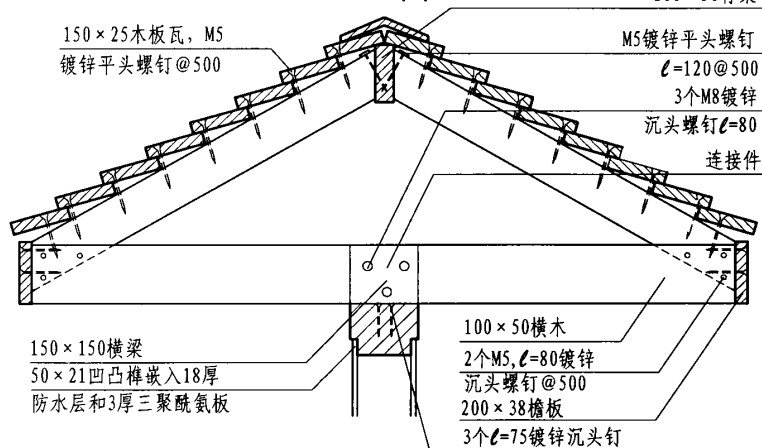 150×25木板瓦，M5
镀锌平头螺钉@500
M5镀锌平头螺钉
ℓ=120@500
3个M8镀锌
沉头螺钉ℓ=80
连接件
150×150横梁
50×21凹凸榫嵌入18厚
防水层和3厚三聚酰氨板
100×50横木
2个M5,ℓ=80镀锌
沉头螺钉@500
200×38檐板
3个ℓ=75镀锌沉头钉